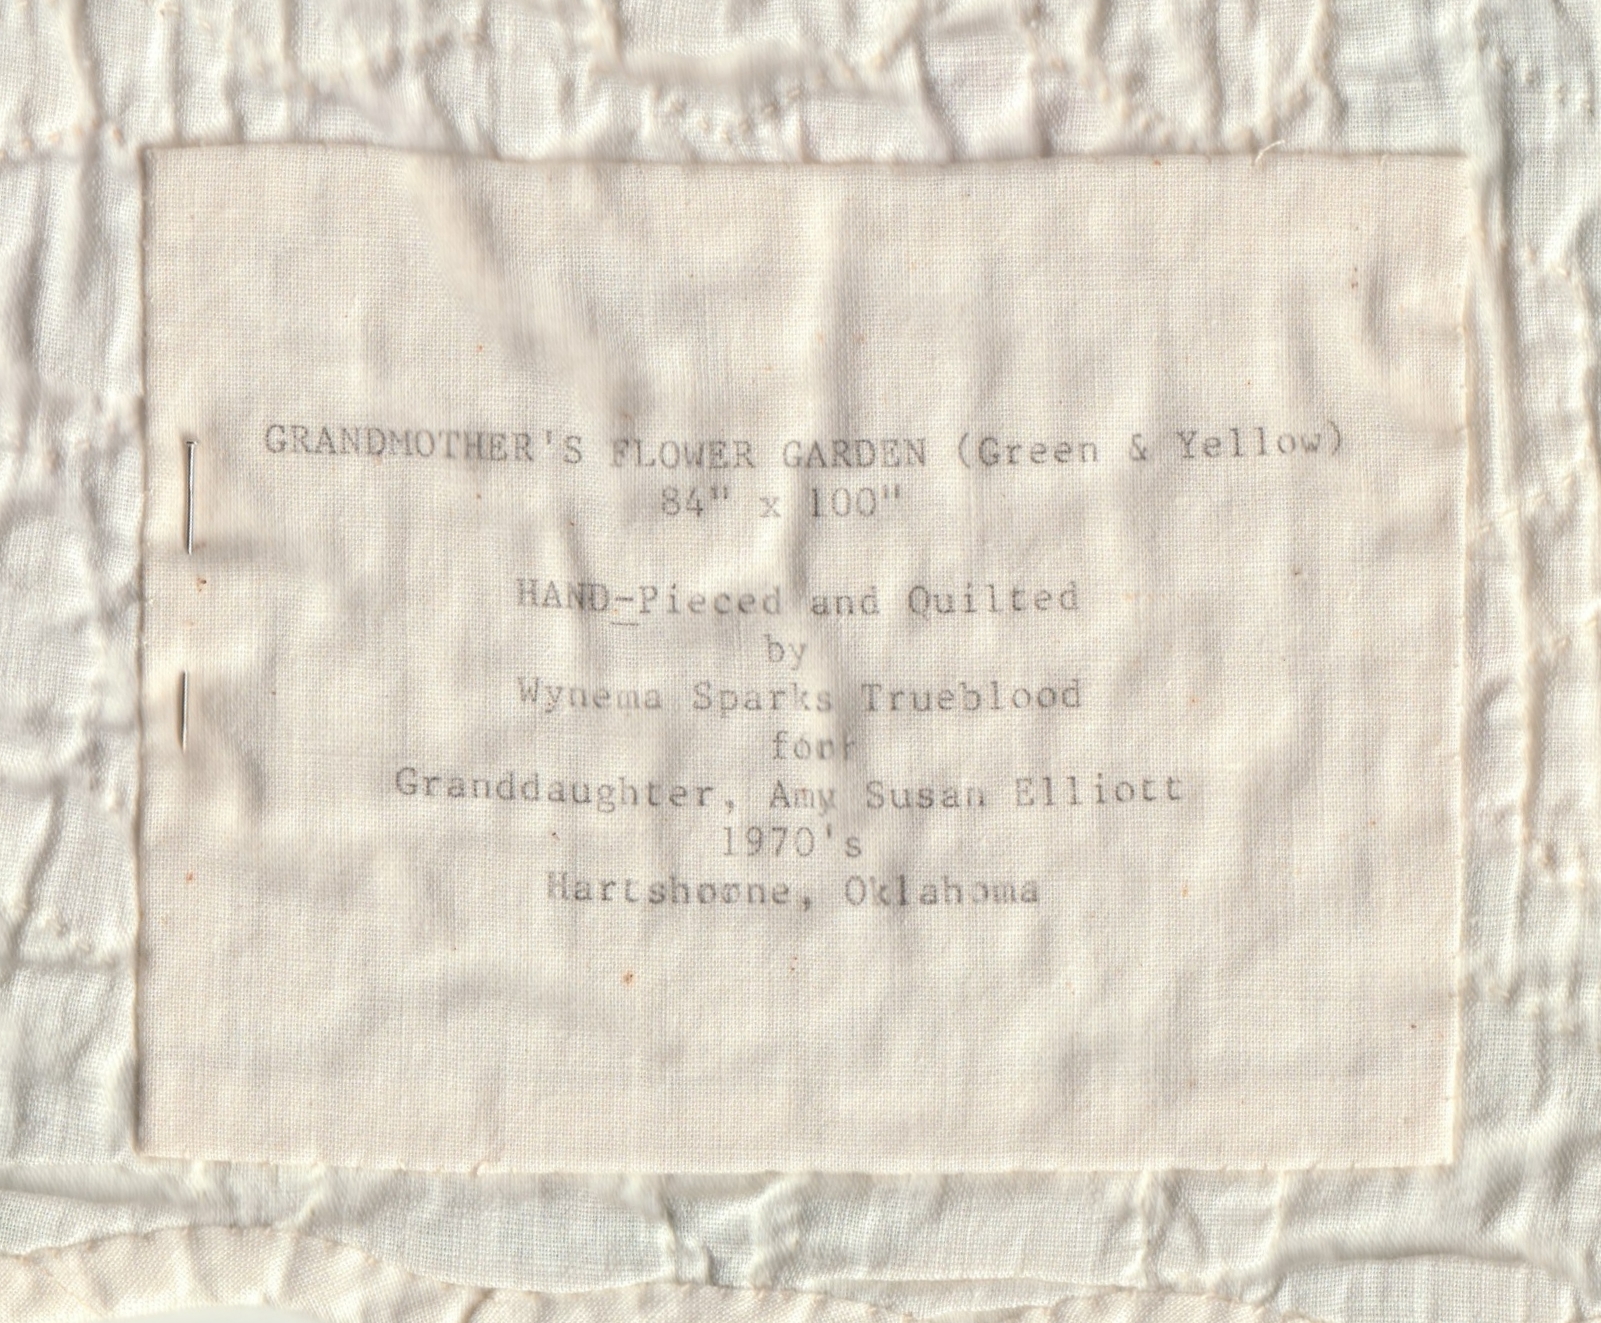 GRANDMOTHER'S FLOWER GARDEN (Green & Yellow)
84" x 100"
HAND-Pieced and Quilted
by
Wynema Sparks Trueblood
for
Granddaughter, Amy Susan Elliott
1970's
Hartshorne, Oklahoma